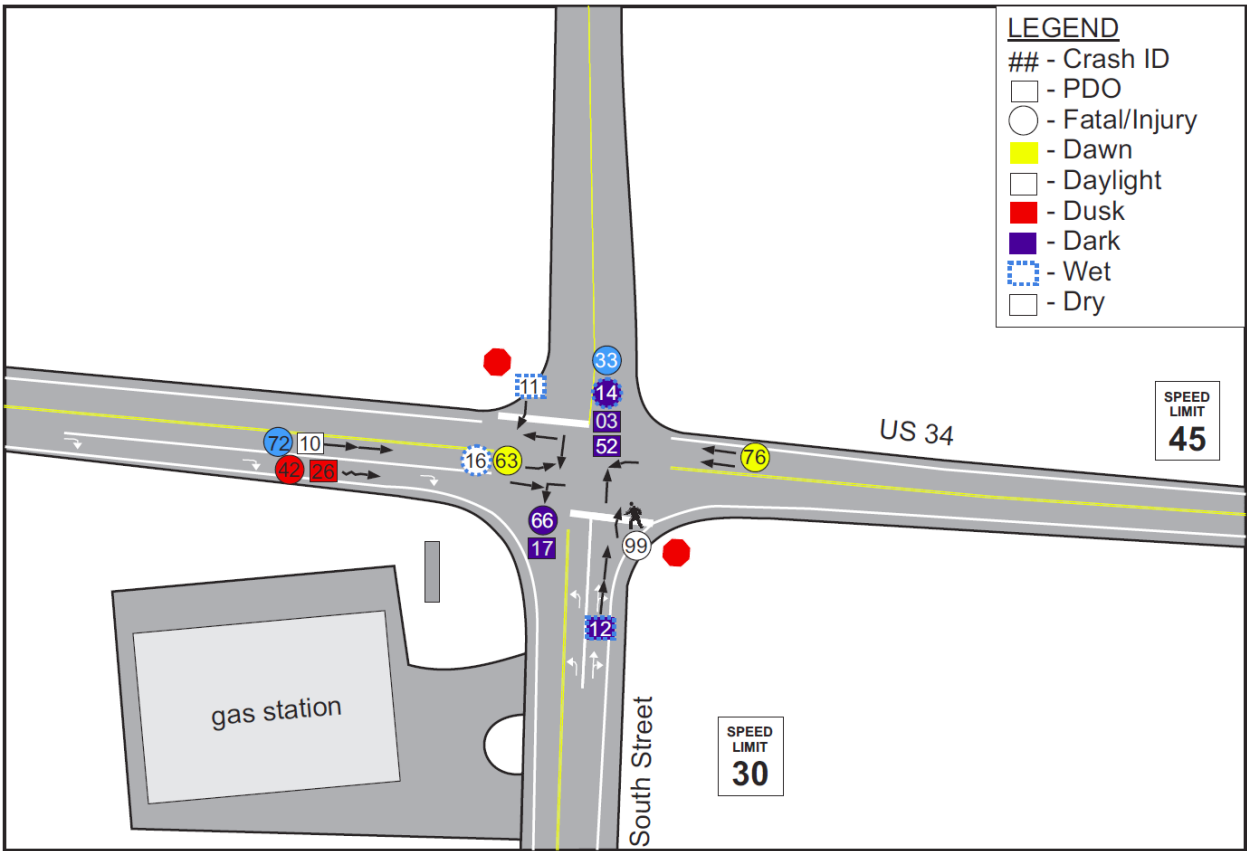 LEGEND
## - Crash ID
- PDO
- Fatal/Injury
- Dawn
- Daylight
- Dusk
- Dark
- Wet
- Dry
33
11
14
03
52
SPEED
LIMIT
45
US 34
72 10
42 26
16 63
76
66
17
99
12
gas station
South Street
SPEED
LIMIT
30